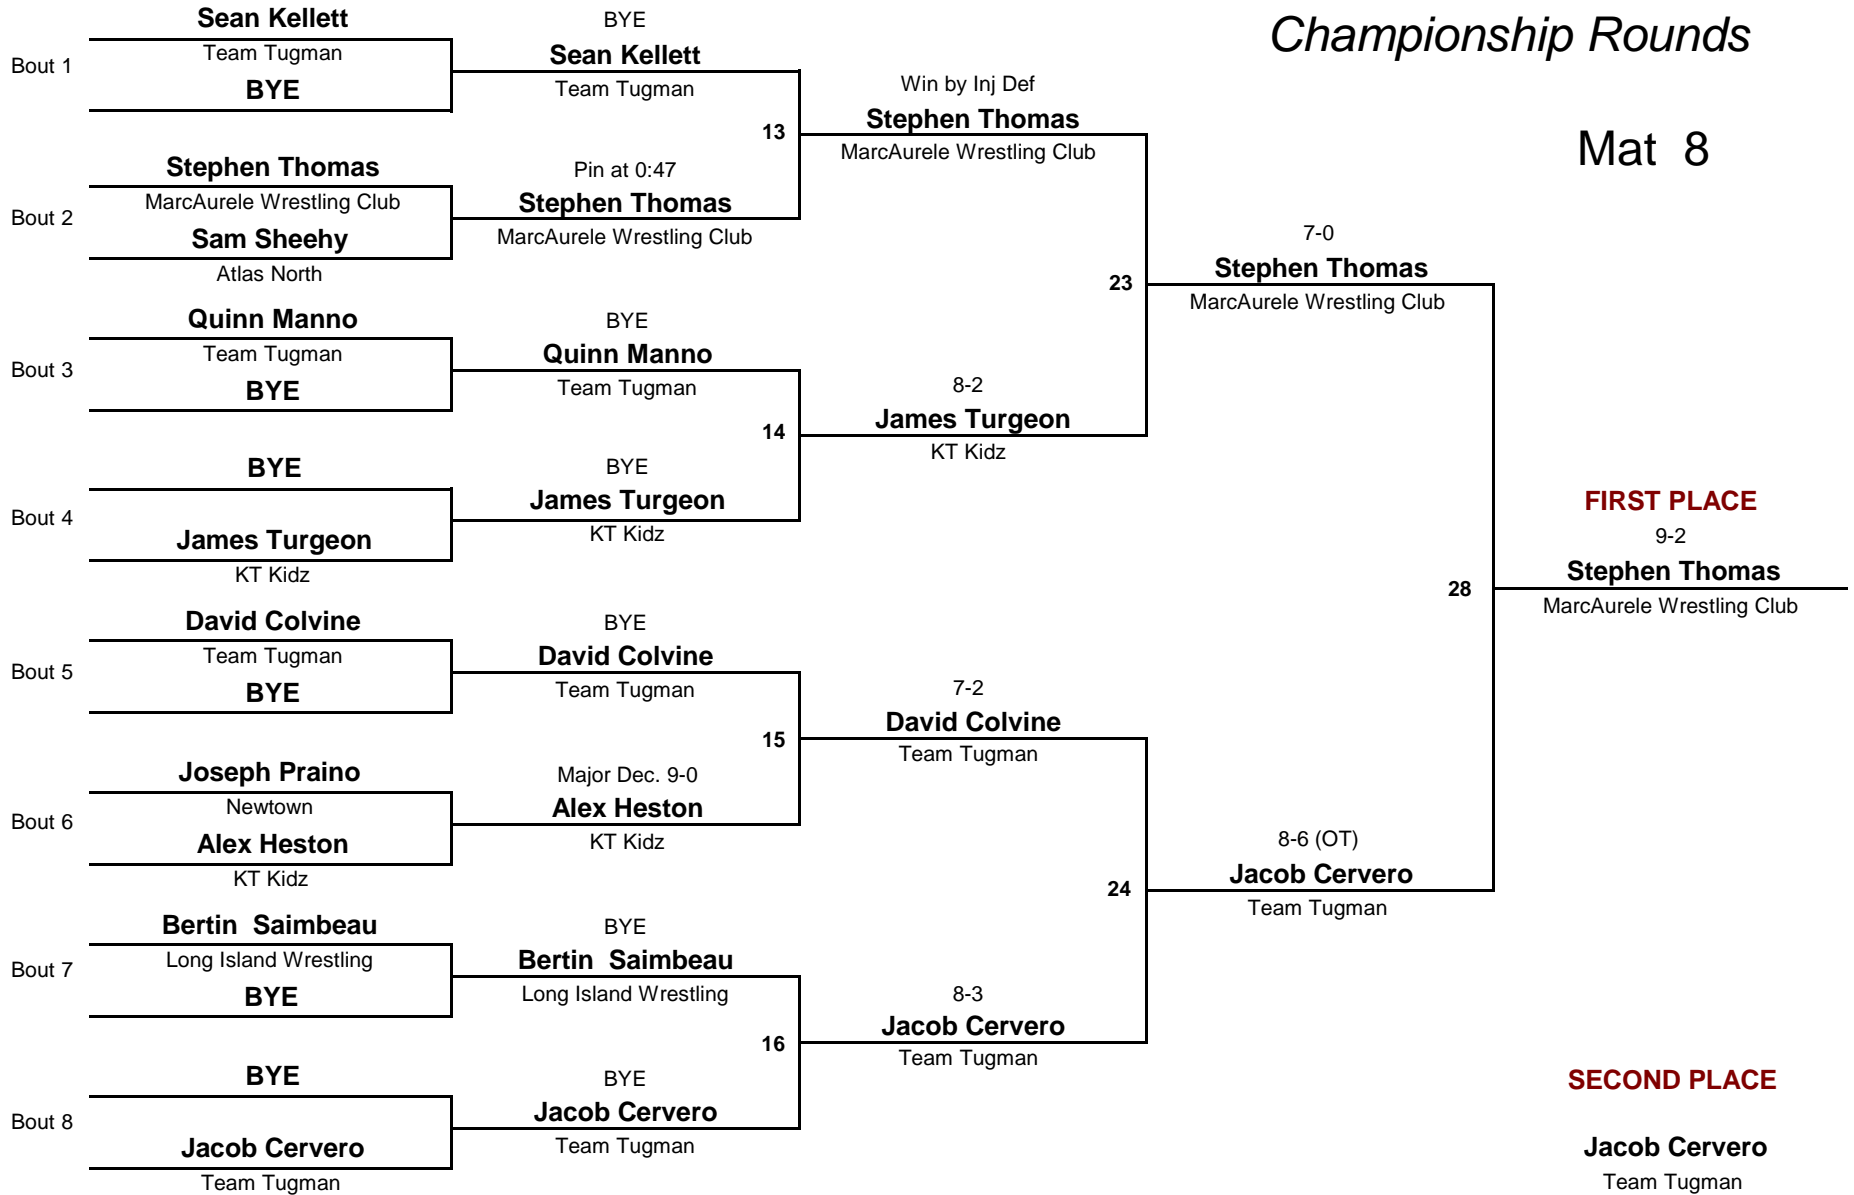 Championship Rounds
Mat 8
Bout 1
Sean Kellett
Team Tugman
BYE
Bout 2
Stephen Thomas
MarcAurele Wrestling Club
Sam Sheehy
Atlas North
Bout 3
Quinn Manno
Team Tugman
BYE
Bout 4
BYE
James Turgeon
KT Kidz
Bout 5
David Colvine
Team Tugman
BYE
Bout 6
Joseph Praino
Newtown
Alex Heston
KT Kidz
Bout 7
Bertin Saimbeau
Long Island Wrestling
BYE
Bout 8
BYE
Jacob Cervero
Team Tugman
BYE
Sean Kellett
Team Tugman
13
Pin at 0:47
Stephen Thomas
MarcAurele Wrestling Club
BYE
Quinn Manno
Team Tugman
14
BYE
James Turgeon
KT Kidz
BYE
David Colvine
Team Tugman
15
Major Dec. 9-0
Alex Heston
KT Kidz
BYE
Bertin Saimbeau
Long Island Wrestling
16
BYE
Jacob Cervero
Team Tugman
Win by Inj Def
Stephen Thomas
MarcAurele Wrestling Club
23
8-2
James Turgeon
KT Kidz
7-2
David Colvine
Team Tugman
24
8-3
Jacob Cervero
Team Tugman
7-0
Stephen Thomas
MarcAurele Wrestling Club
28
8-6 (OT)
Jacob Cervero
Team Tugman
FIRST PLACE
9-2
Stephen Thomas
MarcAurele Wrestling Club
SECOND PLACE
Jacob Cervero
Team Tugman